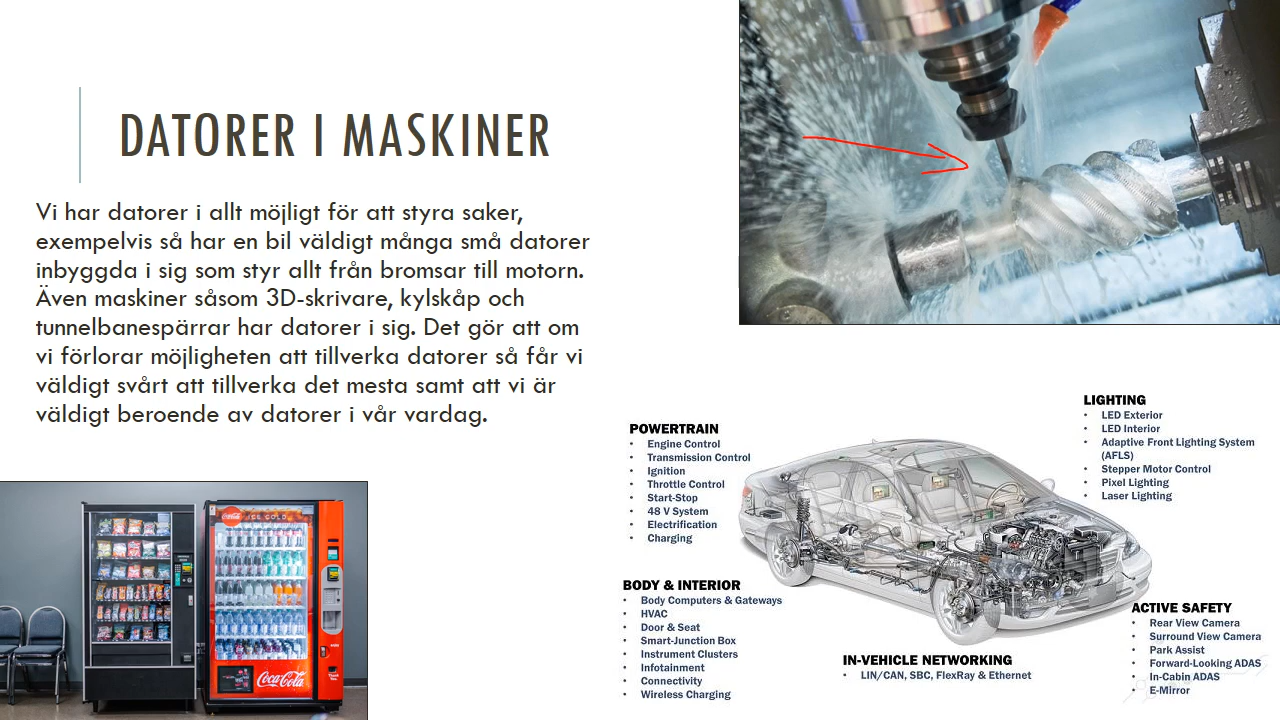 DATORER I MASKINER
Vi har datorer i allt möjligt för att styra saker,
exempelvis så har en bil väldigt många små datorer
inbyggda i sig som styr allt från bromsar till motorn.
Även maskiner såsom 3D-skrivare, kylskåp och
tunnelbanespärrar har datorer i sig. Det gör att om
vi förlorar möjligheten att tillverka datorer så får vi
väldigt svårt att tillverka det mesta samt att vi är
väldigt beroende av datorer i vår vardag.
Coca-Cola
ICE COLD
Coca-Cola
POWERTRAIN
• Engine Control
• Transmission Control
• Ignition
• Throttle Control
• Start-Stop
• 48 V System
• Electrification
• Charging
BODY & INTERIOR
• Body Computers & Gateways
• HVAC
• Door & Seat
• Smart-Junction Box
• Instrument Clusters
• Infotainment
• Connectivity
• Wireless Charging
IN-VEHICLE NETWORKING
• LIN/CAN, SBC, FlexRay & Ethernet
LIGHTING
• LED Exterior
• LED Interior
• Adaptive Front Lighting System
(AFLS)
• Stepper Motor Control
• Pixel Lighting
• Laser Lighting
ACTIVE SAFETY
• Rear View Camera
• Surround View Camera
• Park Assist
• Forward-Looking ADAS
• In-Cabin ADAS
• E-Mirror